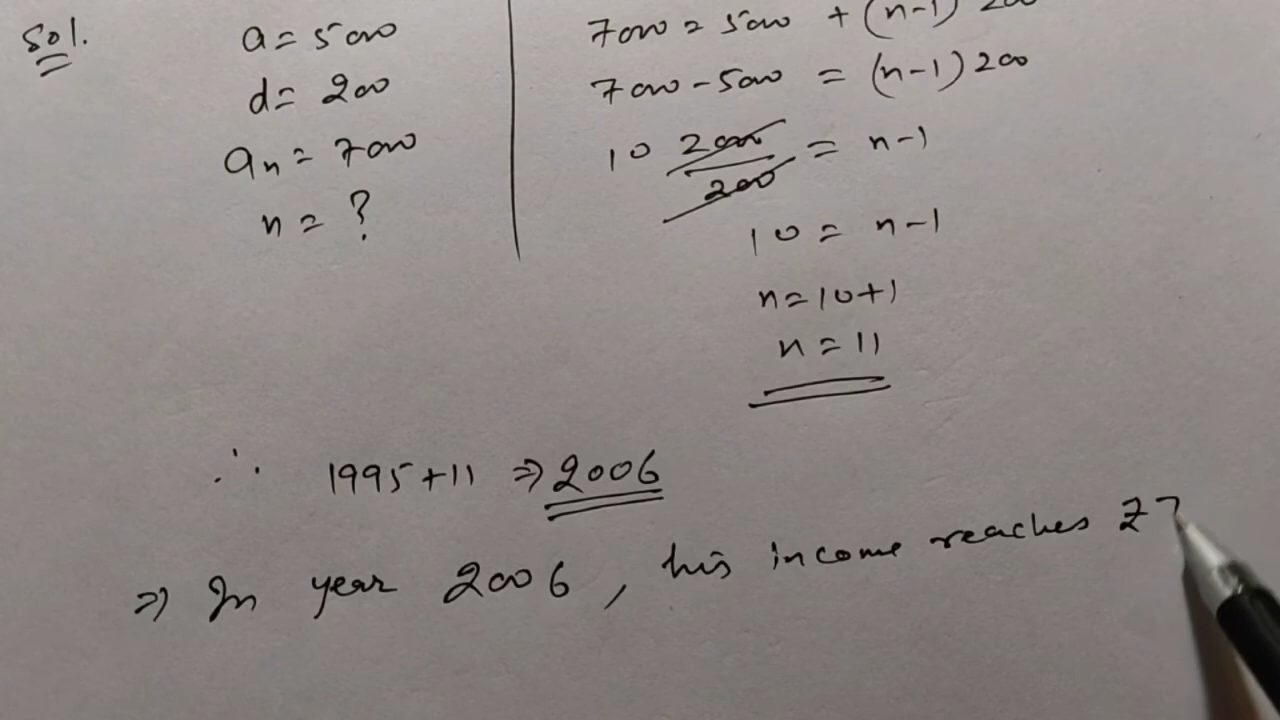 Sol.
a = 5000
d = 200
an = 7000
n = ?
7000 = 5000 + (n-1) 200
7000 - 5000 = (n-1) 200
10 2000/200 = n-1
10 = n-1
n = 10+1
n = 11
∴ 1995+11 ⇒ 2006
⇒ In year 2006, his income reaches ₹7